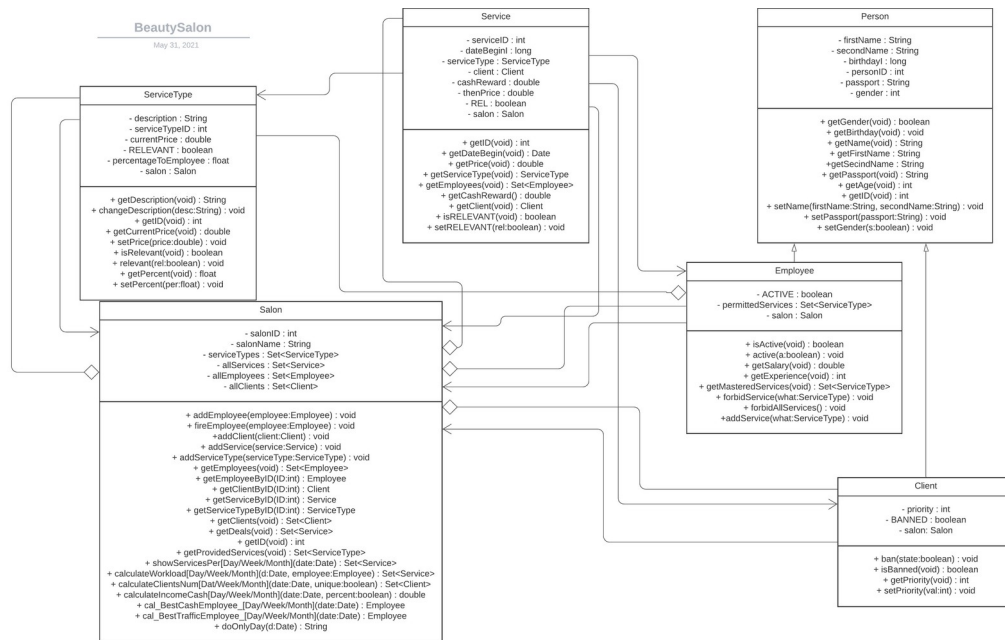 BeautySalon
May 31, 2021
Service
- serviceID : int
- dateBeginI : long
- serviceType : ServiceType
- client : Client
- cashReward : double
- thenPrice : double
- REL : boolean
- salon : Salon
+ getID(void) : int
+ getDateBegin(void) : Date
+ getPrice(void) : double
+ getServiceType(void) : ServiceType
+ getEmployees(void) : Set<Employee>
+ getCashReward() : double
+ getClient(void) : Client
+ isRELEVANT(void) : boolean
+ setRELEVANT(rel:boolean) : void
Person
- firstName : String
- secondName : String
- birthdayI : long
- personID : int
- passport : String
- gender : int
+ getGender(void) : boolean
+ getBirthday(void) : void
+ getName(void) : String
+ getFirstName : String
+getSecindName : String
+ getPassport(void) : String
+ getAge(void) : int
+ getID(void) : int
+ setName(firstName:String, secondName:String) : void
+ setPassport(passport:String) : void
+ setGender(s:boolean) : void
ServiceType
- description : String
- serviceTypeID : int
- currentPrice : double
- RELEVANT : boolean
- percentageToEmployee : float
- salon : Salon
+ getDescription(void) : String
+ changeDescription(desc:String) : void
+ getID(void) : int
+ getCurrentPrice(void) : double
+ setPrice(price:double) : void
+ isRelevant(void) : boolean
+ relevant(rel:boolean) : void
+ getPercent(void) : float
+ setPercent(per:float) : void
Employee
- ACTIVE : boolean
- permittedServices : Set<ServiceType>
- salon : Salon
+ isActive(void) : boolean
+ active(a:boolean) : void
+ getSalary(void) : double
+ getExperience(void) : int
+ getMasteredServices(void) : Set<ServiceType>
+ forbidService(what:ServiceType) : void
+ forbidAllServices() : void
+addService(what:ServiceType) : void
Salon
- salonID : int
- salonName : String
- serviceTypes : Set<ServiceType>
- allServices : Set<Service>
- allEmployees : Set<Employee>
- allClients : Set<Client>
+ addEmployee(employee:Employee) : void
+ fireEmployee(employee:Employee) : void
+addClient(client:Client) : void
+ addService(service:Service) : void
+ addServiceType(serviceType:ServiceType) : void
+ getEmployees(void) : Set<Employee>
+ getEmployeeByID(ID:int) : Employee
+ getClientByID(ID:int) : Client
+ getServiceByID(ID:int) : Service
+ getServiceTypeByID(ID:int) : ServiceType
+ getClients(void) : Set<Client>
+ getDeals(void) : Set<Service>
+ getID(void) : int
+ getProvidedServices(void) : Set<ServiceType>
+ showServicesPer[Day/Week/Month](date:Date) : Set<Service>
+ calculateWorkload[Day/Week/Month](d:Date, employee:Employee) : Set<Service>
+ calculateClientsNum[Dat/Week/Month](date:Date, unique:boolean) : Set<Client>
+ calculateIncomeCash[Day/Week/Month](date:Date, percent:boolean) : double
+ cal_BestCashEmployee_[Day/Week/Month](date:Date) : Employee
+ cal_BestTrafficEmployee_[Day/Week/Month](date:Date) : Employee
+ doOnlyDay(d:Date) : String
Client
- priority : int
- BANNED : boolean
- salon: Salon
+ ban(state:boolean) : void
+ isBanned(void) : boolean
+ getPriority(void) : int
+ setPriority(val:int) : void